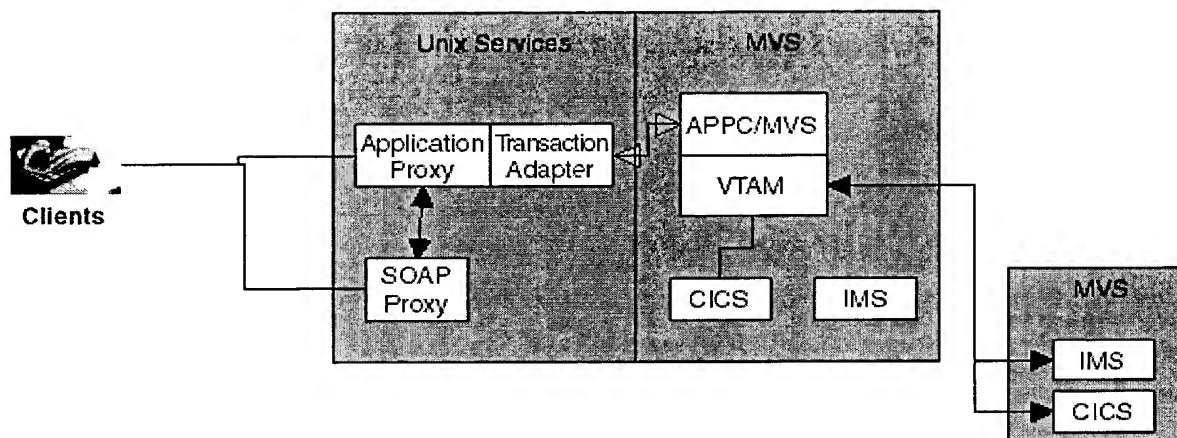 Unix Services
MVS
Application
Proxy
Transaction
Adapter
APPC/MVS
VTAM
Clients
SOAP
Proxy
CICS
IMS
MVS
IMS
CICS